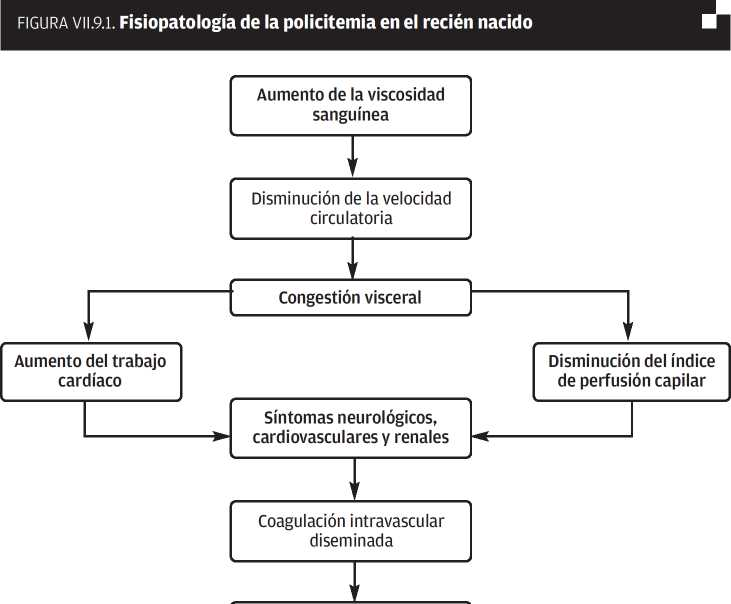 FIGURA VII.9.1. Fisiopatología de la policitemia en el recién nacido
Aumento de la viscosidad
sanguínea
Disminución de la velocidad
circulatoria
Congestión visceral
Aumento del trabajo
cardíaco
Disminución del índice
de perfusión capilar
Síntomas neurológicos,
cardiovasculares y renales
Coagulación intravascular
diseminada